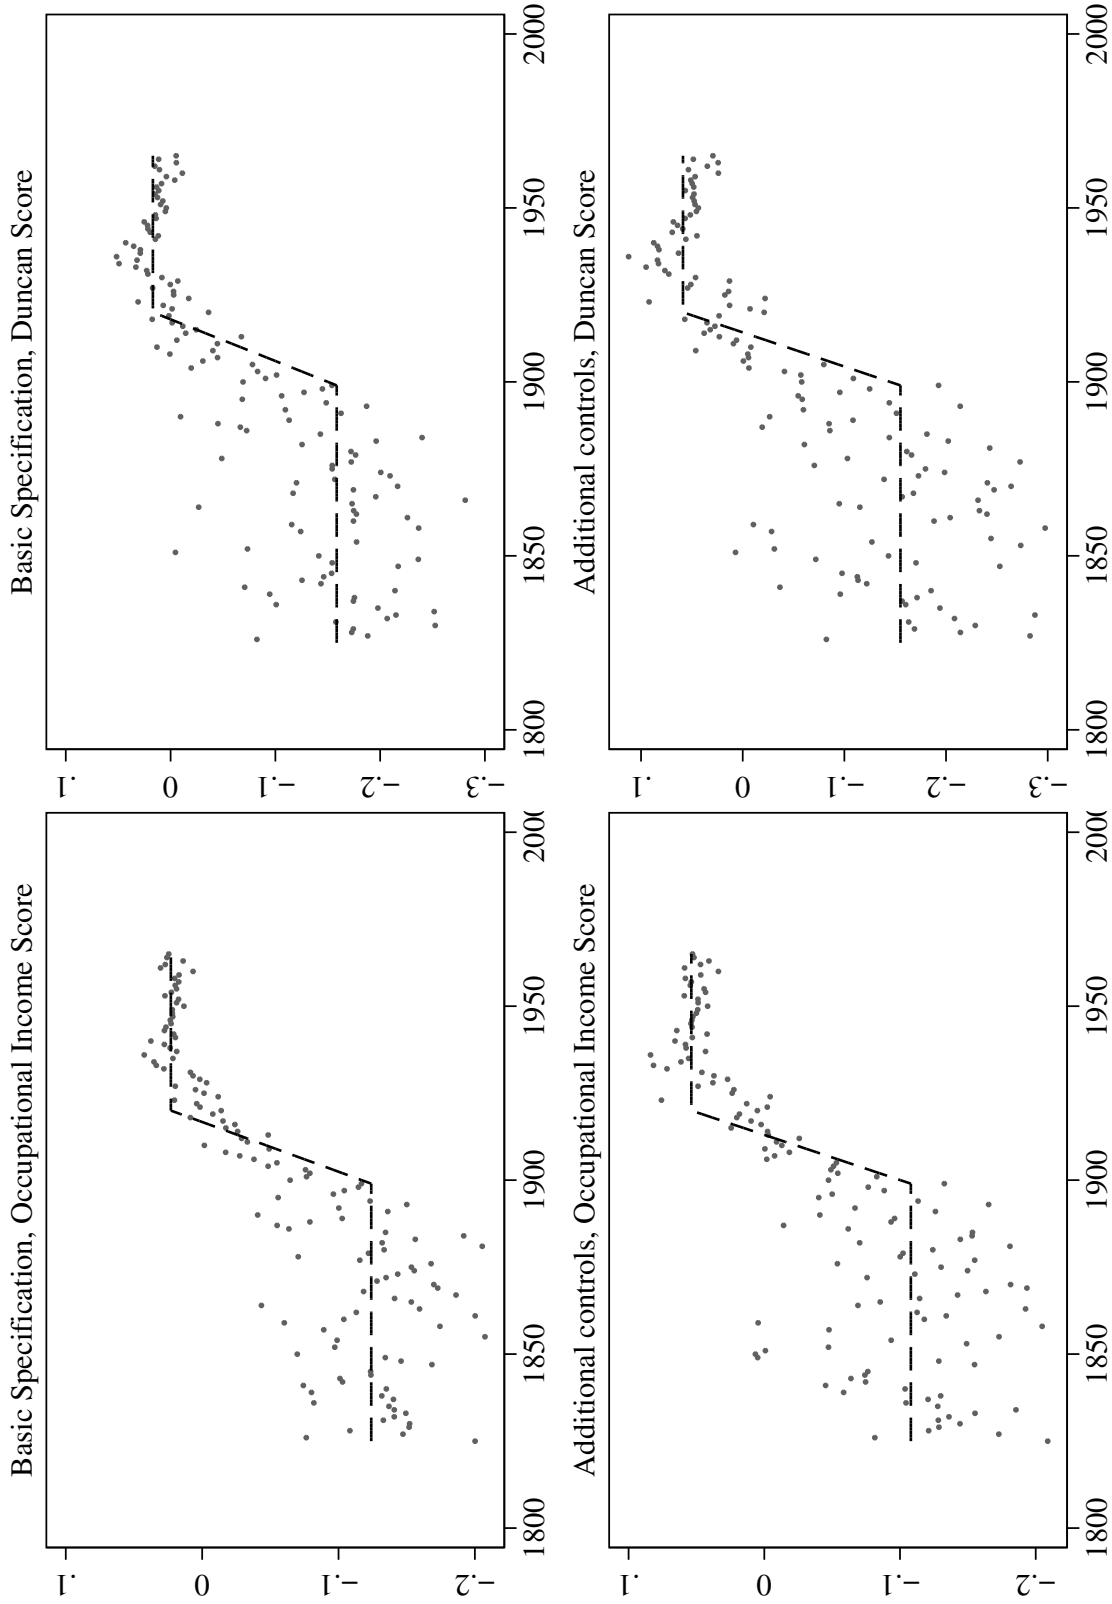 Basic Specification, Occupational Income Score
.1
0
-.1
-.2
1800 1850 1900 1950
Basic Specification, Duncan Score
.1
0
-.1
-.2
-.3
1800 1850 1900 1950 2000
Additional controls, Occupational Income Score
.1
0
-.1
-.2
1800 1850 1900 1950
Additional controls, Duncan Score
.1
0
-.1
-.2
-.3
1800 1850 1900 1950 2000